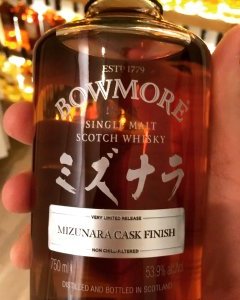 ESTD 1779
BOWMORE
SINGLE MALT
SCOTCH WHISKY
ミズナラ
VERY LIMITED RELEASE
MIZUNARA CASK FINISH
NON CHILL-FILTERED
750 ml
53.9% alc/vol
DISTILLED AND BOTTLED IN SCOTLAND